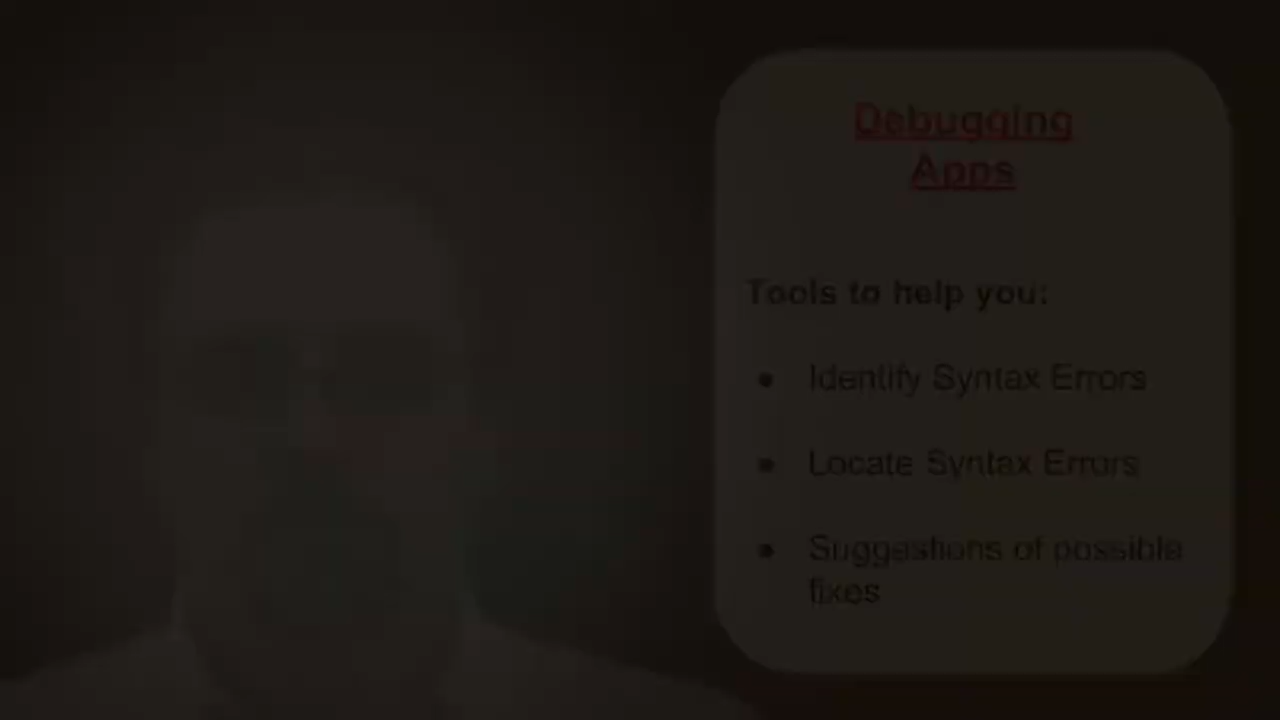 Debugging
Apps
Tools to help you:
● Identify Syntax Errors
● Locate Syntax Errors
● Suggestions of possible
fixes